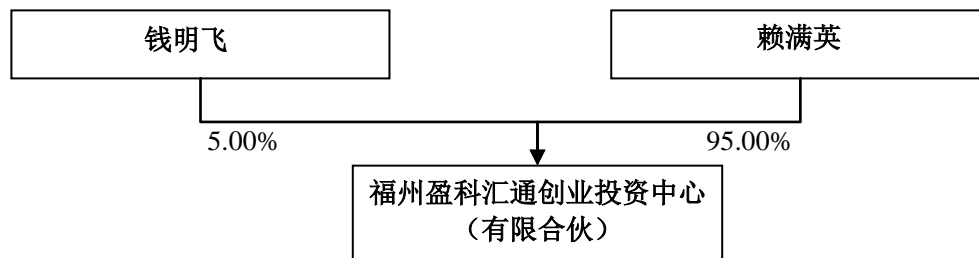 钱明飞
赖满英
5.00%
95.00%
福州盈科汇通创业投资中心
（有限合伙）